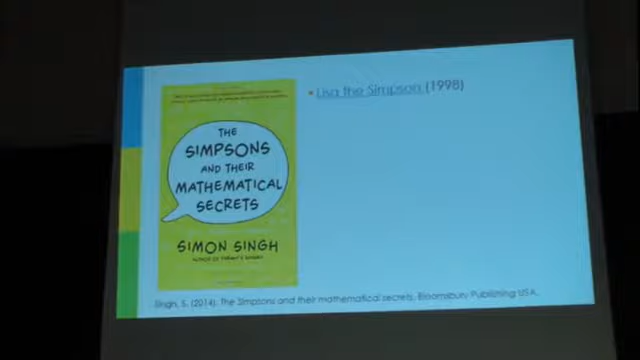 THE
SIMPSONS
AND THEIR
MATHEMATICAL
SECRETS
SIMON SINGH
• Lisa the Simpson (1998)
Singh, S. (2014). The Simpsons and their mathematical secrets. Bloomsbury Publishing USA.